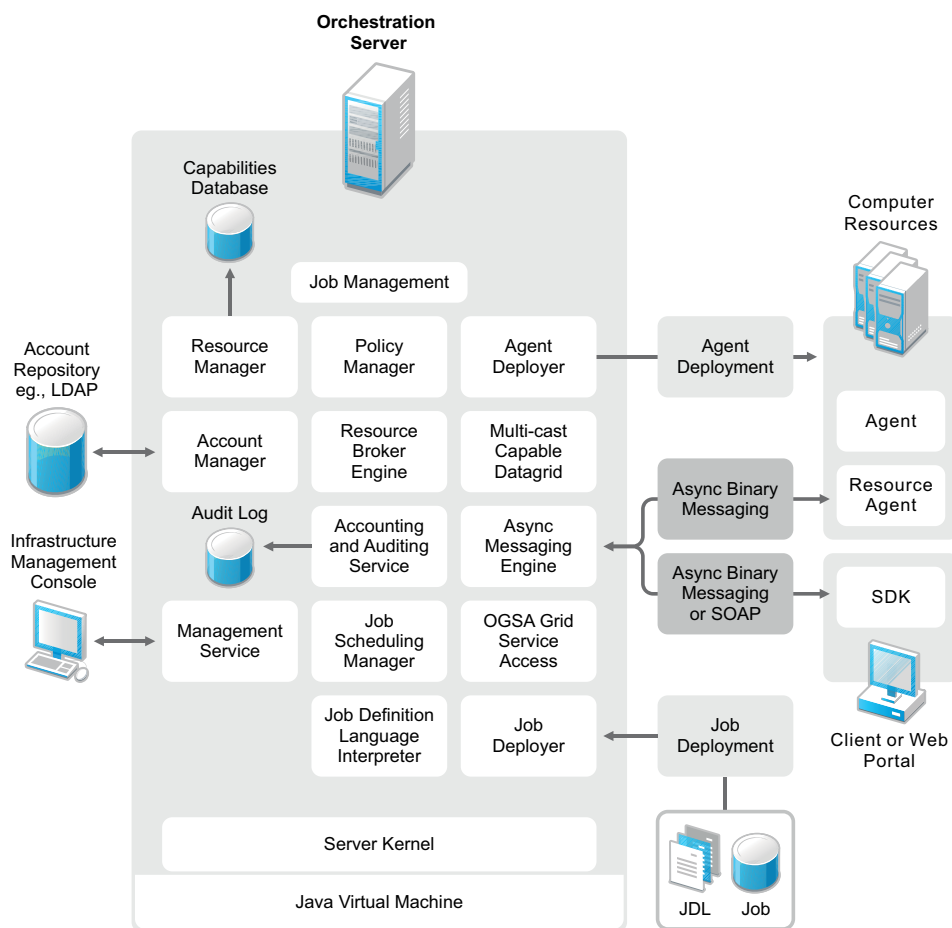 Orchestration
Server
Capabilities
Database
Computer
Resources
Job Management
Account
Repository
eg., LDAP
Resource
Manager
Policy
Manager
Agent
Deployer
Agent
Deployment
Agent
Account
Manager
Resource
Broker
Engine
Multi-cast
Capable
Datagrid
Async Binary
Messaging
Resource
Agent
Infrastructure
Management
Console
Audit Log
Accounting
and Auditing
Service
Async
Messaging
Engine
Async Binary
Messaging
or SOAP
SDK
Management
Service
Job
Scheduling
Manager
OGSA Grid
Service
Access
Job Definition
Language
Interpreter
Job
Deployer
Job
Deployment
Client or Web
Portal
Server Kernel
Java Virtual Machine
JDL
Job